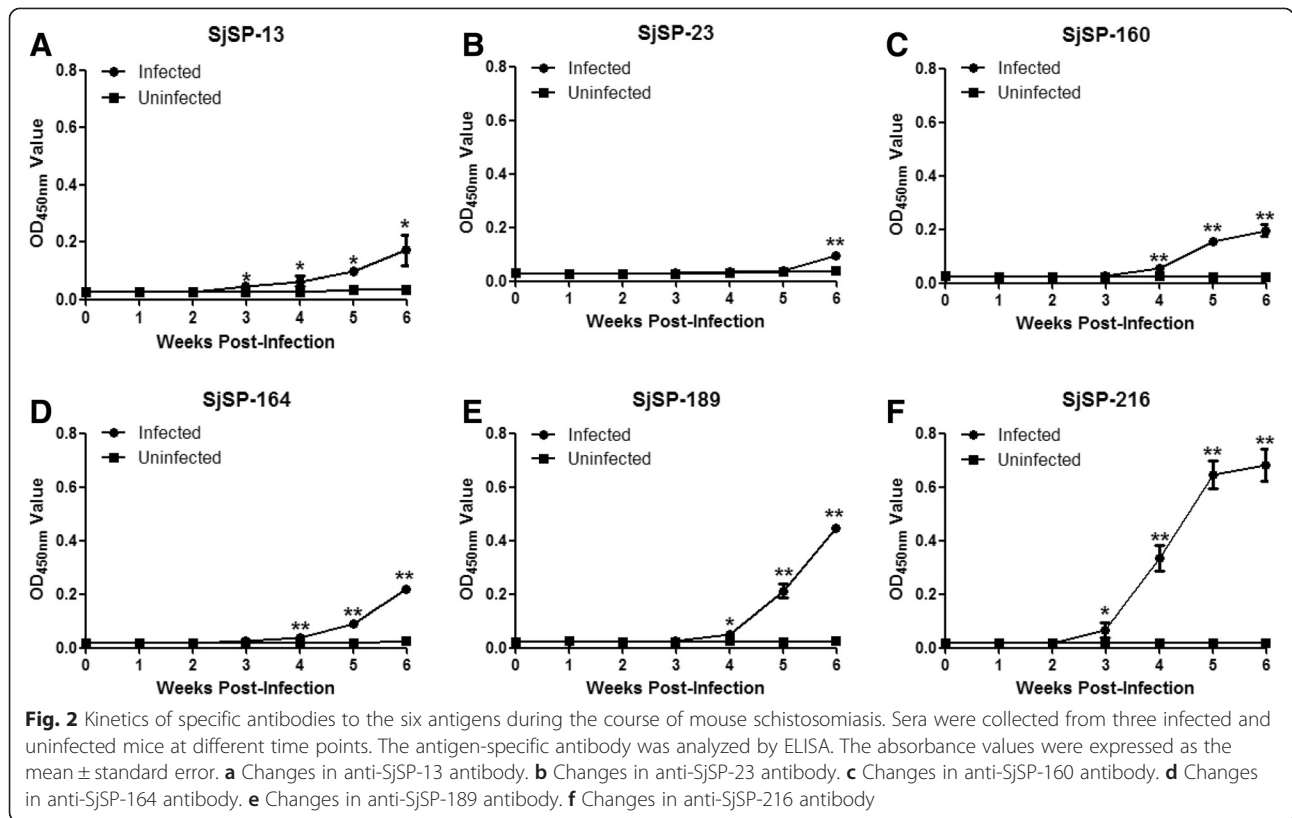 A
SjSP-13
Infected
Uninfected
OD450nm Value
0.8
0.6
0.4
0.2
0.0
*
*
*
*
0 1 2 3 4 5 6
Weeks Post-Infection
B
SjSP-23
Infected
Uninfected
OD450nm Value
0.8
0.6
0.4
0.2
0.0
**
0 1 2 3 4 5 6
Weeks Post-Infection
C
SjSP-160
Infected
Uninfected
OD450nm Value
0.8
0.6
0.4
0.2
0.0
**
**
**
0 1 2 3 4 5 6
Weeks Post-Infection
D
SjSP-164
Infected
Uninfected
OD450nm Value
0.8
0.6
0.4
0.2
0.0
**
**
**
0 1 2 3 4 5 6
Weeks Post-Infection
E
SjSP-189
Infected
Uninfected
OD450nm Value
0.8
0.6
0.4
0.2
0.0
*
**
**
0 1 2 3 4 5 6
Weeks Post-Infection
F
SjSP-216
Infected
Uninfected
OD450nm Value
0.8
0.6
0.4
0.2
0.0
*
**
**
**
0 1 2 3 4 5 6
Weeks Post-Infection
Fig. 2 Kinetics of specific antibodies to the six antigens during the course of mouse schistosomiasis. Sera were collected from three infected and
uninfected mice at different time points. The antigen-specific antibody was analyzed by ELISA. The absorbance values were expressed as the
mean ± standard error. a Changes in anti-SjSP-13 antibody. b Changes in anti-SjSP-23 antibody. c Changes in anti-SjSP-160 antibody. d Changes
in anti-SjSP-164 antibody. e Changes in anti-SjSP-189 antibody. f Changes in anti-SjSP-216 antibody